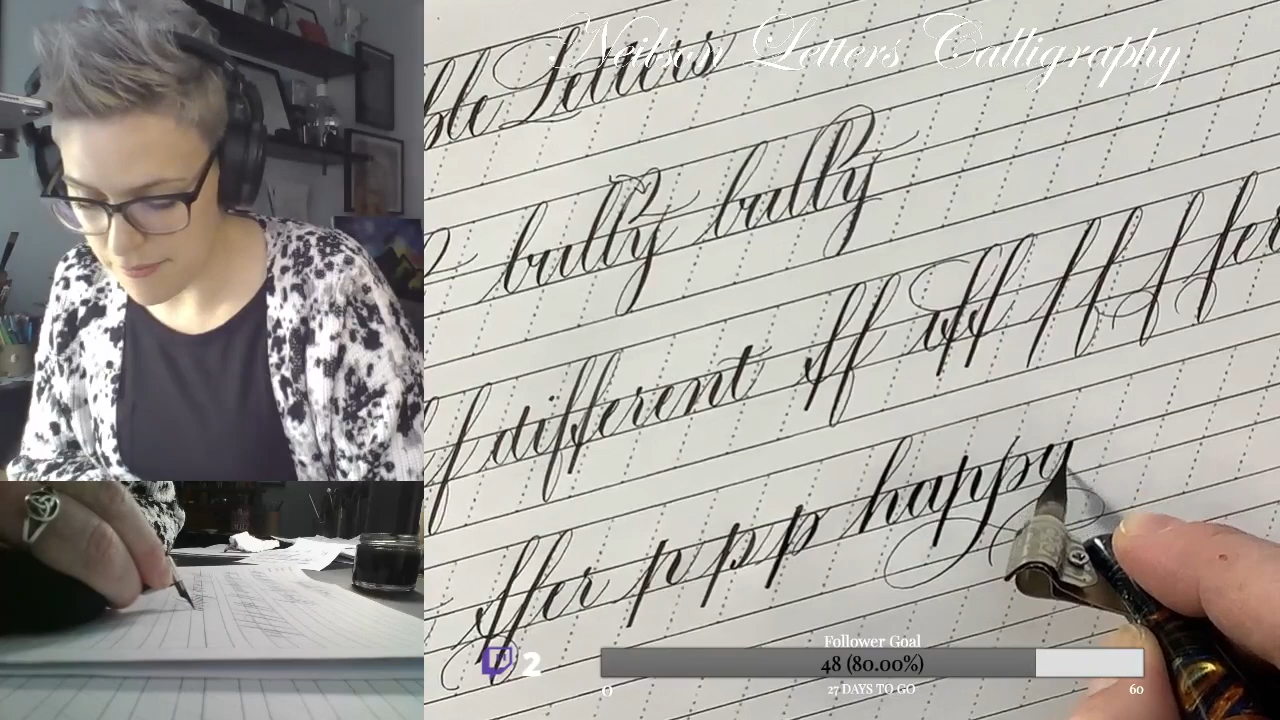 Neilson Letters Calligraphy
ble Letters
bully bully
f different ff off f f f f fer
ffer p p p happy
Follower Goal
2
48 (80.00%)
0
27 DAYS TO GO
60